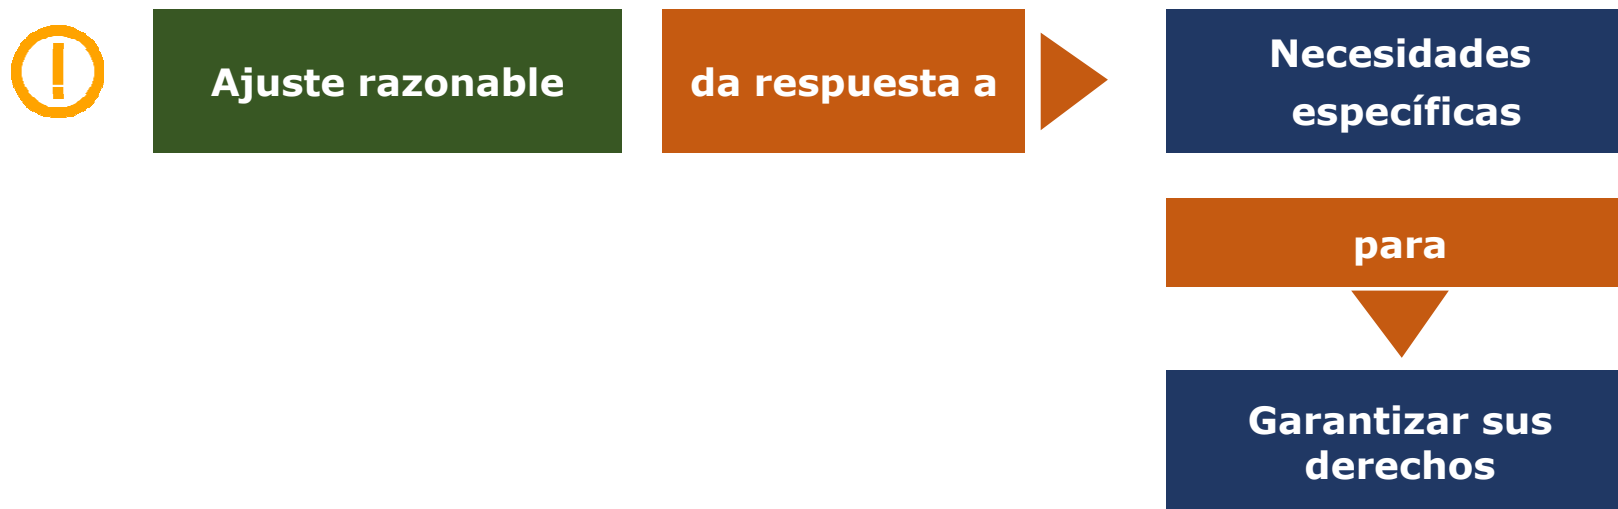 Ajuste razonable
da respuesta a
Necesidades
específicas
para
Garantizar sus
derechos